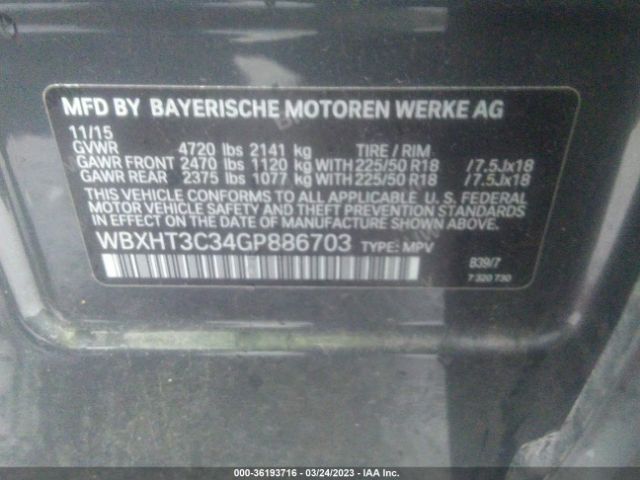 MFD BY BAYERISCHE MOTOREN WERKE AG
11/15
GVWR 4720 lbs 2141 kg TIRE / RIM
GAWR FRONT 2470 lbs 1120 kg WITH 225/50 R18 /7.5Jx18
GAWR REAR 2375 lbs 1077 kg WITH 225/50 R18 /7.5Jx18
THIS VEHICLE CONFORMS TO ALL APPLICABLE U. S. FEDERAL
MOTOR VEHICLE SAFETY AND THEFT PREVENTION STANDARDS
IN EFFECT ON THE DATE OF MANUFACTURE SHOWN ABOVE.
WBXHT3C34GP886703 TYPE: MPV
B39/7
7 320 730
000-36193716 - 03/24/2023 - IAA Inc.